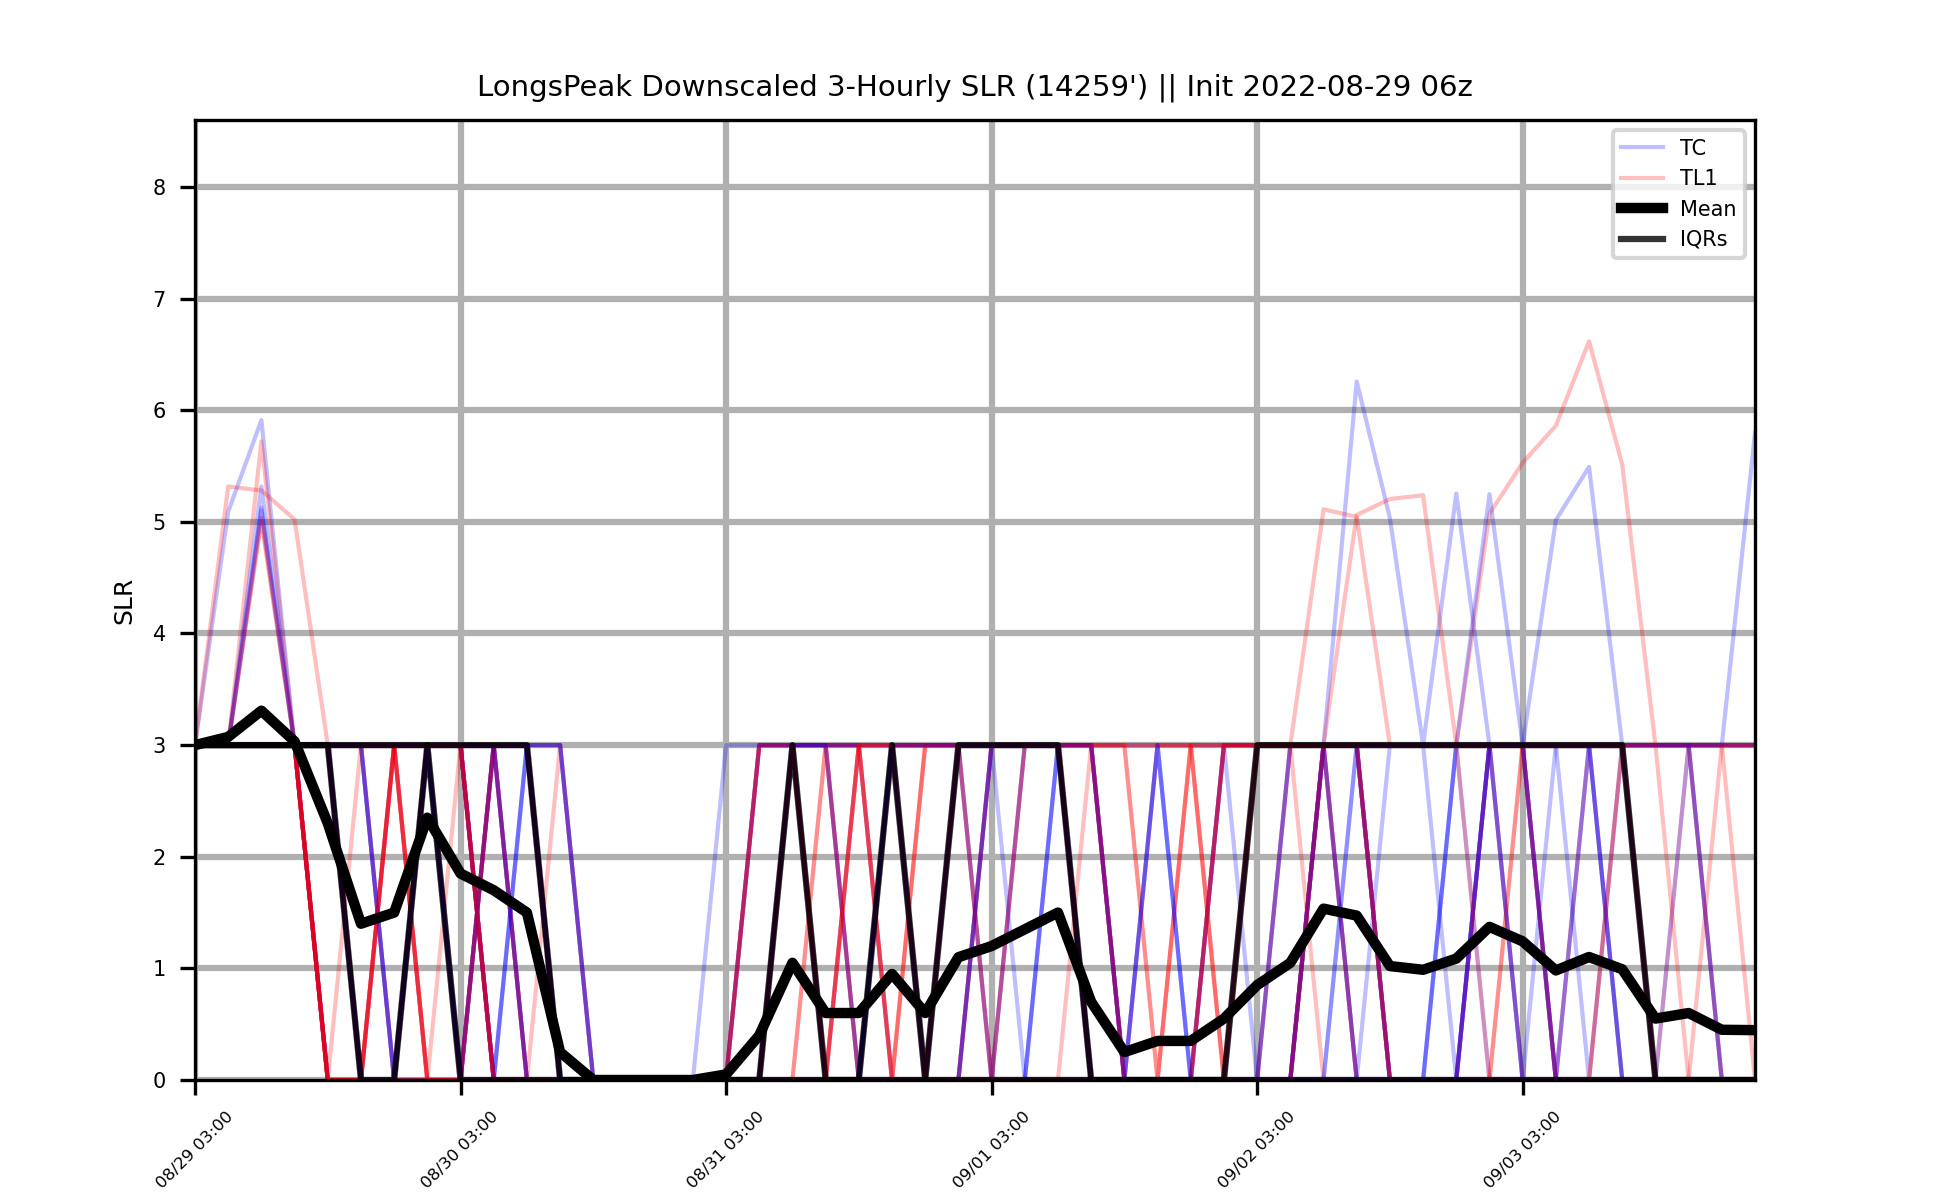 LongsPeak Downscaled 3-Hourly SLR (14259') || Init 2022-08-29 06z
TC
TL1
Mean
IQRs
SLR
8
7
6
5
4
3
2
1
0
08/29 03:00
08/30 03:00
08/31 03:00
09/01 03:00
09/02 03:00
09/03 03:00